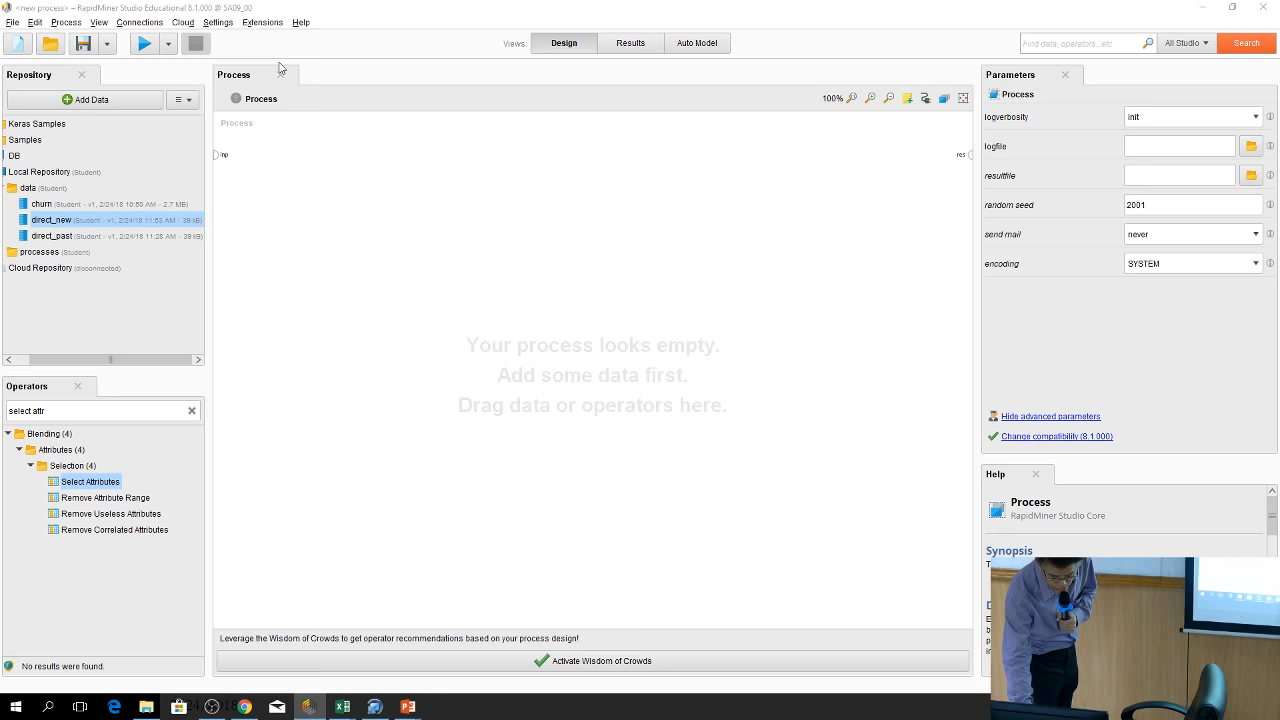 <new process> – RapidMiner Studio Educational 8.1.000 @ 5A09_00
File Edit Process View Connections Cloud Settings Extensions Help
Views: Design Results Auto Model
Find data, operators...etc All Studio Search
Repository
Add Data
Keras Samples
Samples
DB
Local Repository (Student)
data (Student)
churn (Student - v1, 2/24/18 10:50 AM - 2.7 MB)
direct_new (Student - v1, 2/24/18 11:53 AM - 39 kB)
direct_past (Student - v1, 2/24/18 11:28 AM - 39 kB)
processes (Student)
Cloud Repository (disconnected)
Operators
select attr
Blending (4)
Attributes (4)
Selection (4)
Select Attributes
Remove Attribute Range
Remove Useless Attributes
Remove Correlated Attributes
No results were found.
Process
Process
100%
Process
inp
res
Your process looks empty.
Add some data first.
Drag data or operators here.
Leverage the Wisdom of Crowds to get operator recommendations based on your process design!
Activate Wisdom of Crowds
Parameters
Process
logverbosity init
logfile
resultfile
random seed 2001
send mail never
encoding SYSTEM
Hide advanced parameters
Change compatibility (8.1.000)
Help
Process
RapidMiner Studio Core
Synopsis